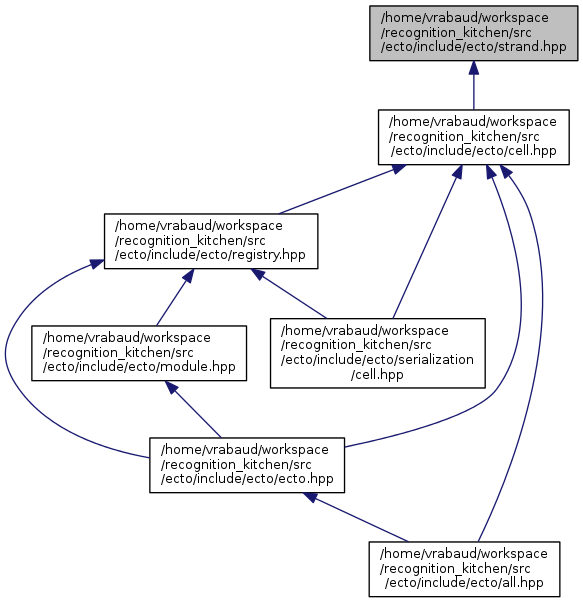 /home/vrabaud/workspace
/recognition_kitchen/src
/ecto/include/ecto/strand.hpp
/home/vrabaud/workspace
/recognition_kitchen/src
/ecto/include/ecto/cell.hpp
/home/vrabaud/workspace
/recognition_kitchen/src
/ecto/include/ecto/registry.hpp
/home/vrabaud/workspace
/recognition_kitchen/src
/ecto/include/ecto/module.hpp
/home/vrabaud/workspace
/recognition_kitchen/src
/ecto/include/ecto/serialization
/cell.hpp
/home/vrabaud/workspace
/recognition_kitchen/src
/ecto/include/ecto/ecto.hpp
/home/vrabaud/workspace
/recognition_kitchen/src
/ecto/include/ecto/all.hpp